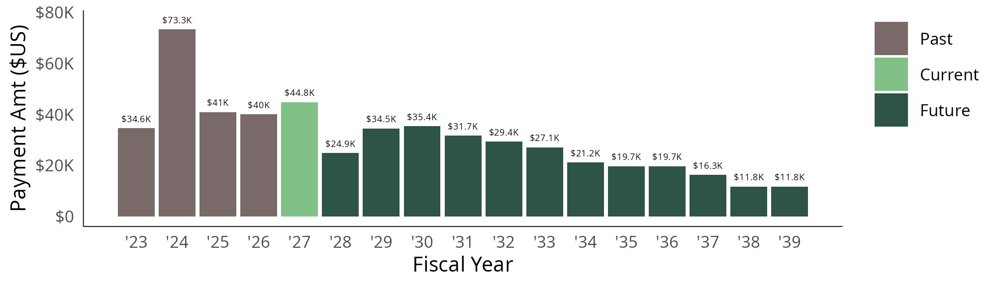 Payment Amt ($US)
$80K
$60K
$40K
$20K
$0
$34.6K
$73.3K
$41K
$40K
$44.8K
$24.9K
$34.5K
$35.4K
$31.7K
$29.4K
$27.1K
$21.2K
$19.7K
$19.7K
$16.3K
$11.8K
$11.8K
'23 '24 '25 '26 '27 '28 '29 '30 '31 '32 '33 '34 '35 '36 '37 '38 '39
Fiscal Year
Past
Current
Future